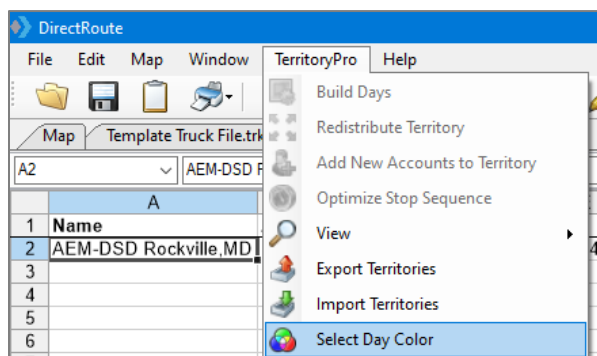 DirectRoute
File Edit Map Window TerritoryPro Help
Build Days
Redistribute Territory
Map Template Truck File.trk
Add New Accounts to Territory
A2 AEM-DSD
Optimize Stop Sequence
A
View
1 Name
2 AEM-DSD Rockville,MD 4
3
Export Territories
4
Import Territories
5
6
Select Day Color